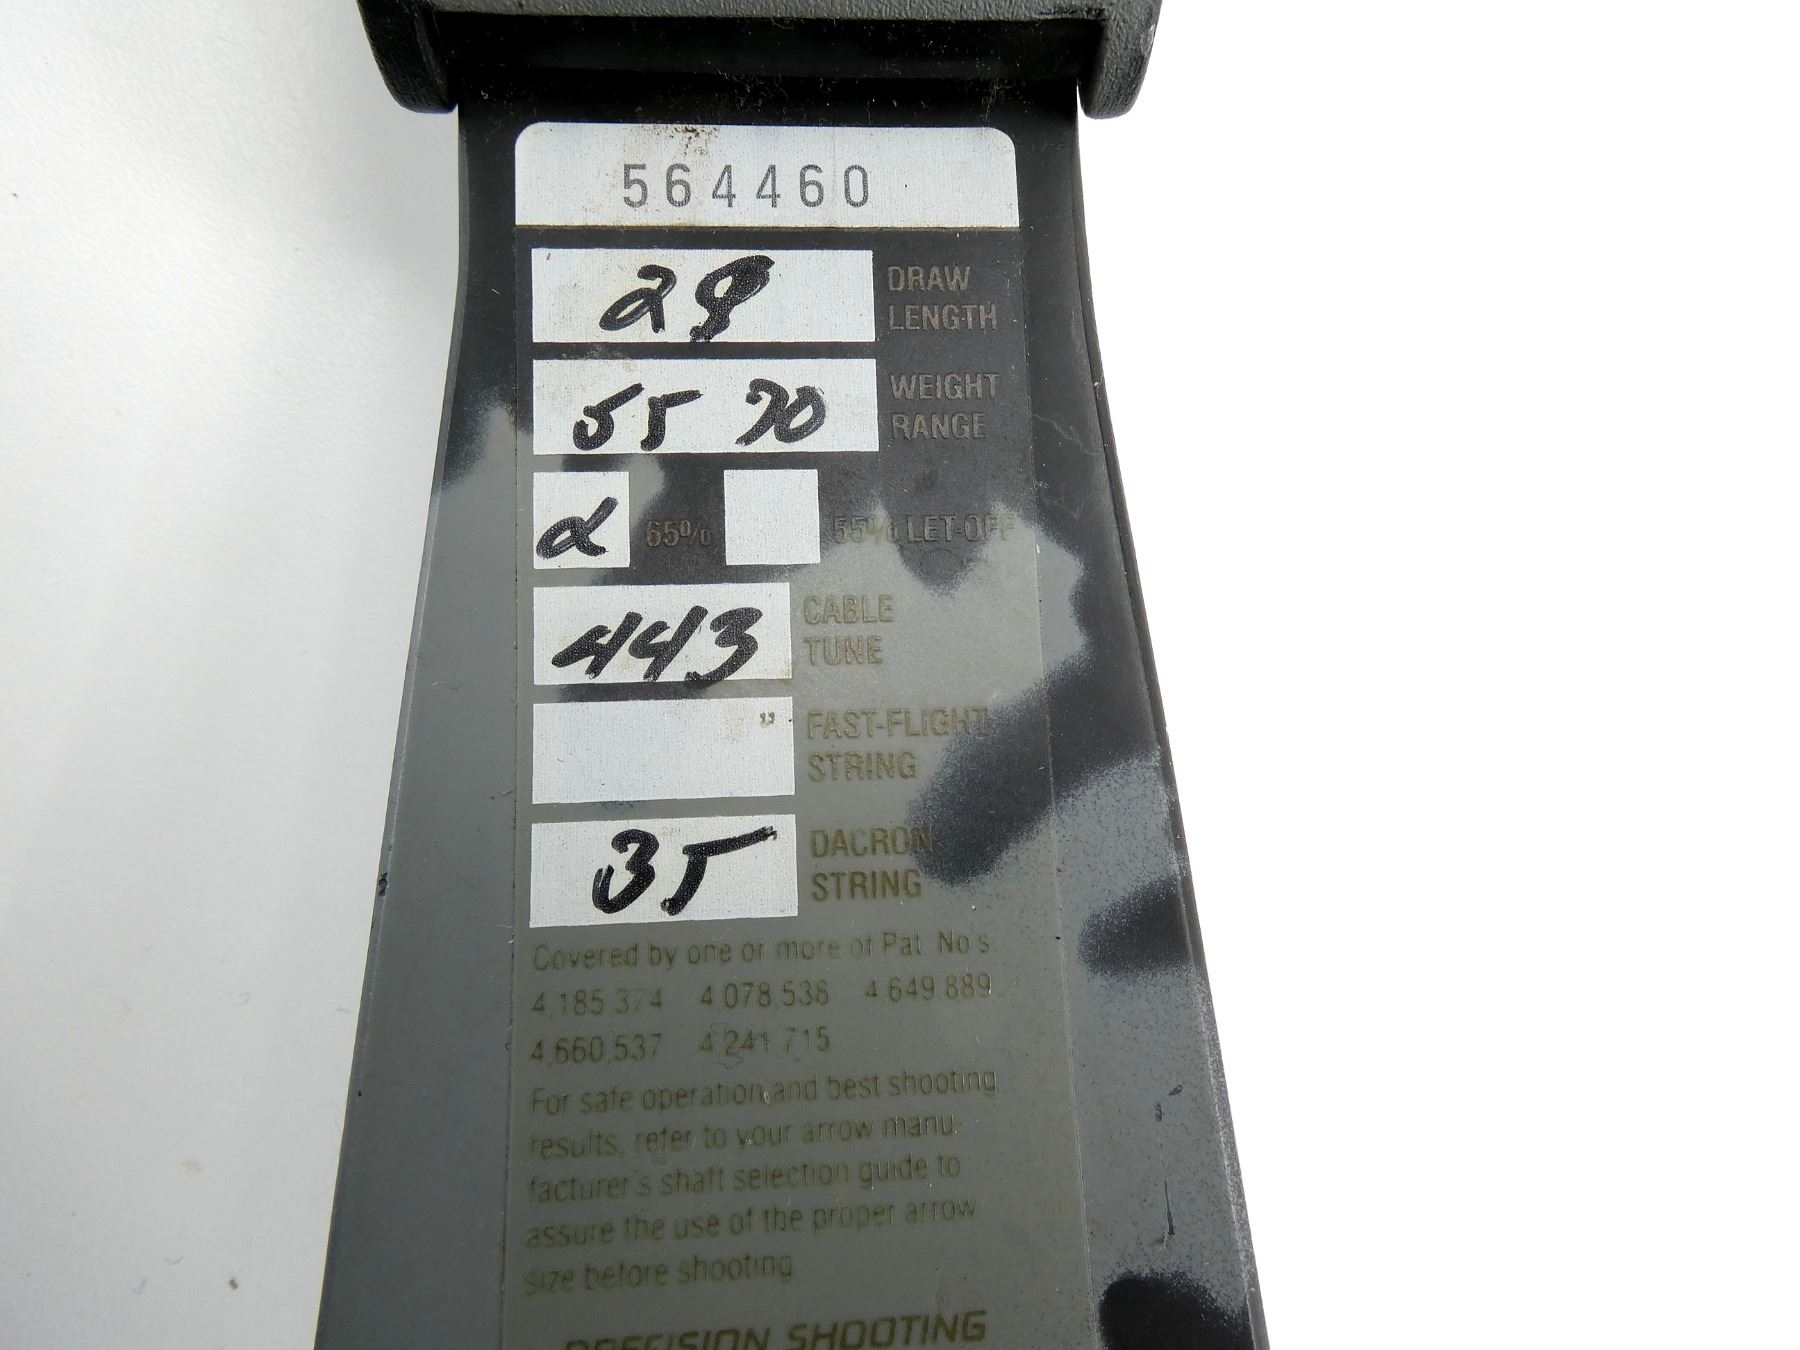 564460
28 DRAW
LENGTH
55 70 WEIGHT
RANGE
65% 55% LET-OFF
443 CABLE
TUNE
" FAST-FLIGHT
STRING
35 DACRON
STRING
Covered by one or more of Pat. No's.
4,185,374 4,078,538 4,649,889
4,660,537 4,241,715
For safe operation and best shooting
results, refer to your arrow manu-
facturer's shaft selection guide to
assure the use of the proper arrow
size before shooting
PRECISION SHOOTING